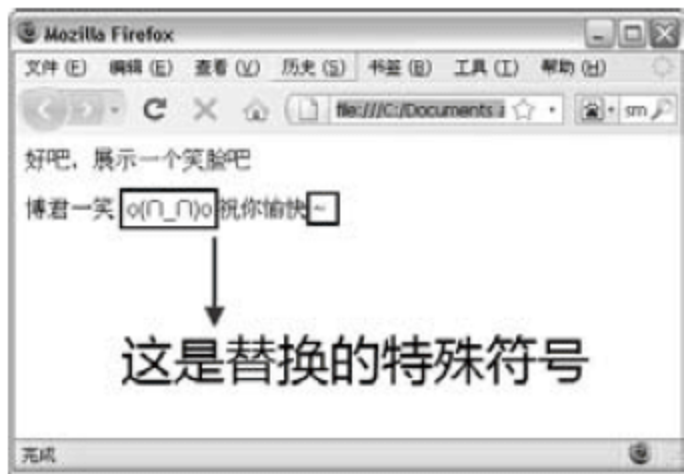 Mozilla Firefox
文件 (F) 编辑 (E) 查看 (V) 历史 (S) 书签 (B) 工具 (T) 帮助 (H)
file:///C:/Documents a sm
好吧，展示一个笑脸吧
博君一笑 o(∩_∩)o 祝你愉快 ~
这是替换的特殊符号
完成